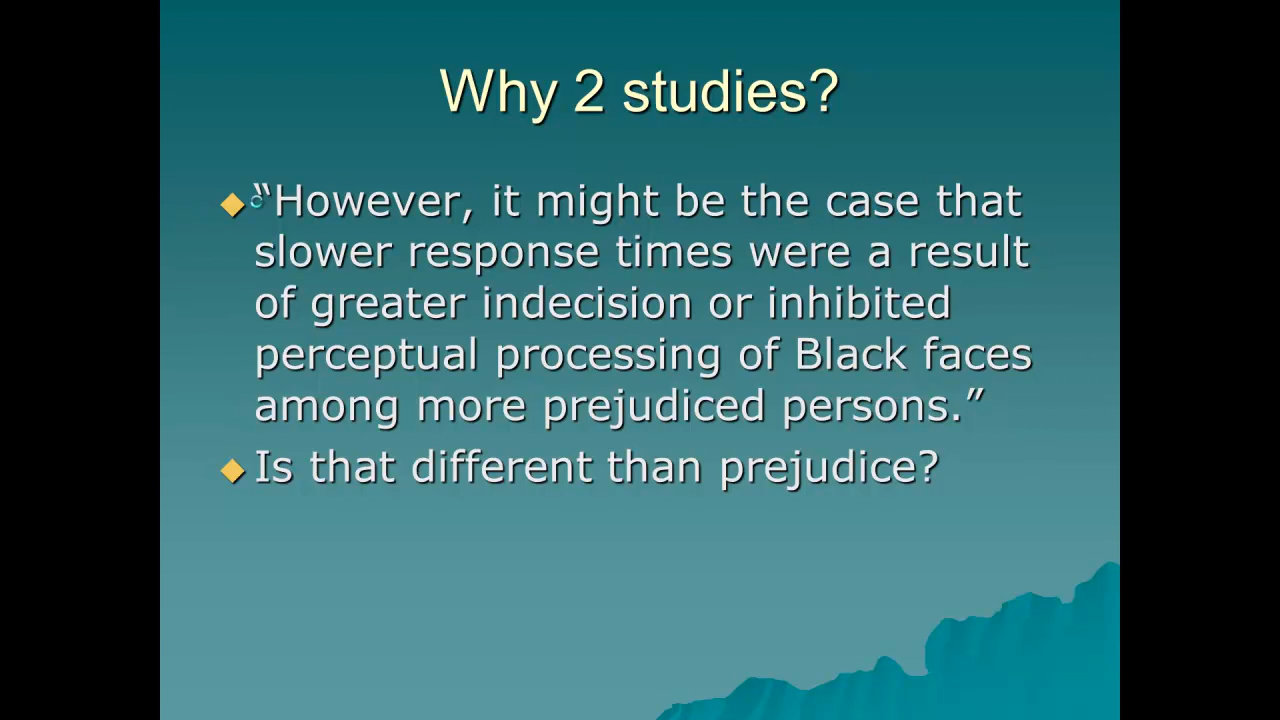 Why 2 studies?
“However, it might be the case that
slower response times were a result
of greater indecision or inhibited
perceptual processing of Black faces
among more prejudiced persons.”
Is that different than prejudice?